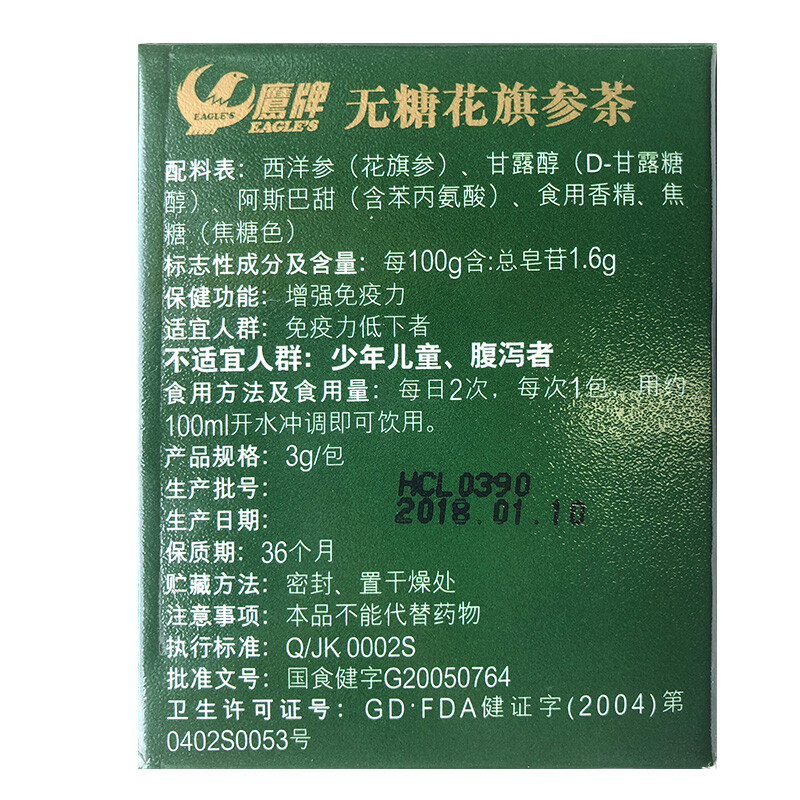 EAGLE'S
鹰牌 无糖花旗参茶
EAGLE'S
配料表：西洋参（花旗参）、甘露醇（D-甘露糖
醇）、阿斯巴甜（含苯丙氨酸）、食用香精、焦
糖（焦糖色）
标志性成分及含量：每100g含:总皂苷1.6g
保健功能：增强免疫力
适宜人群：免疫力低下者
不适宜人群：少年儿童、腹泻者
食用方法及食用量：每日2次，每次1包，用约
100ml开水冲调即可饮用。
产品规格：3g/包
生产批号： HCL0390
生产日期： 2018.01.10
保质期：36个月
贮藏方法：密封、置干燥处
注意事项：本品不能代替药物
执行标准：Q/JK 0002S
批准文号：国食健字G20050764
卫生许可证号：GD·FDA健证字(2004)第
0402S0053号